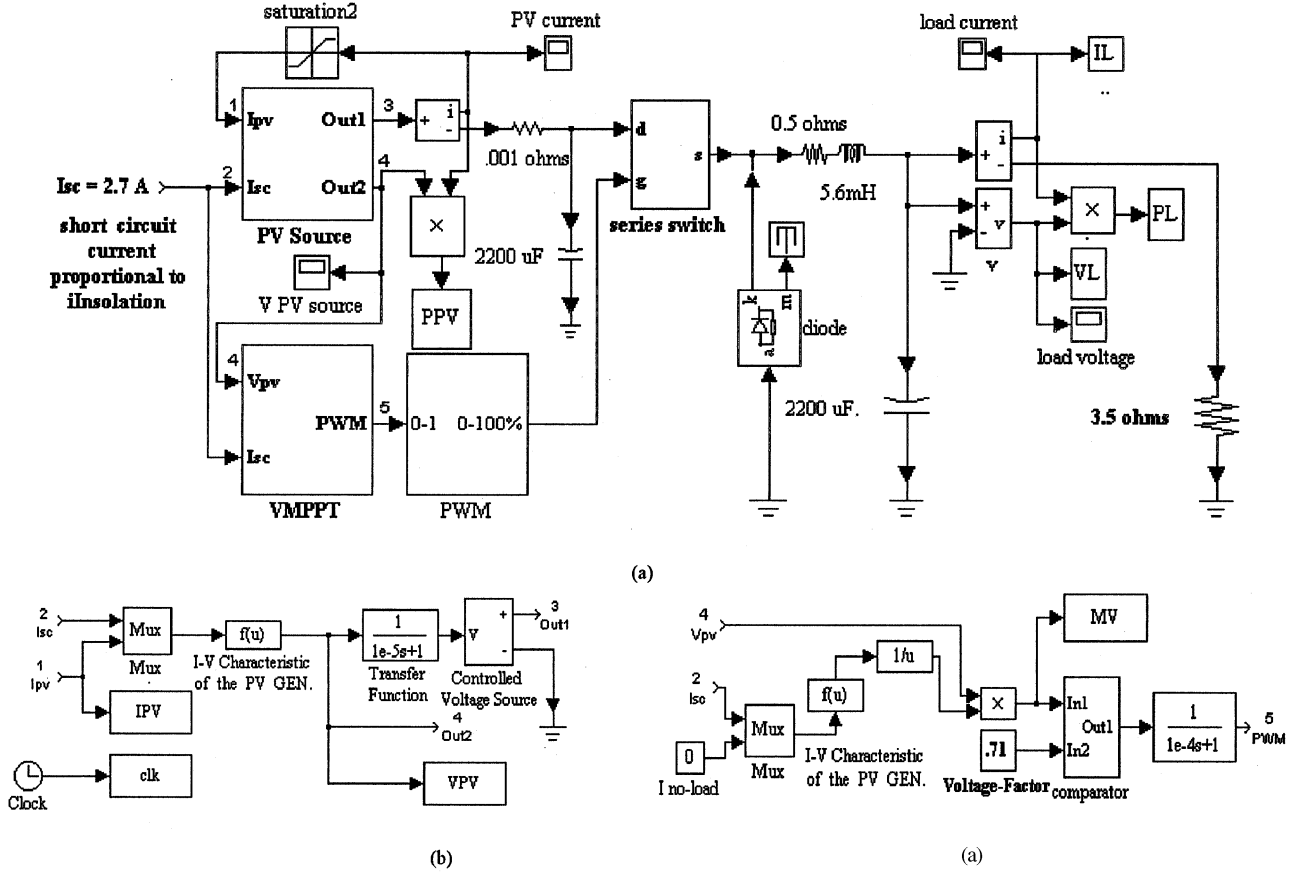 saturation2
PV current
load current
IL
..
1
Ipv
Out1
3
+
i
-
4
.001 ohms
d
s
g
series switch
0.5 ohms
5.6mH
+
i
-
Isc = 2.7 A
2
Isc
Out2
PV Source
short circuit
current
proportional to
iInsolation
×
V PV source
PPV
2200 uF
k
m
a
diode
+
-
v
V
×
PL
VL
load voltage
4
Vpv
PWM
Isc
VMPPT
5
0-1
0-100%
PWM
2200 uF.
3.5 ohms
(a)
2
Isc
1
Ipv
Mux
Mux
f(u)
I-V Characteristic
of the PV GEN.
1
1e-5s+1
Transfer
Function
V
+
-
Controlled
Voltage Source
3
Out1
4
Out2
IPV
clk
Clock
VPV
(b)
4
Vpv
2
Isc
0
I no-load
Mux
Mux
f(u)
I-V Characteristic
of the PV GEN.
1/u
×
MV
.71
Voltage-Factor
In1
Out1
In2
comparator
1
1e-4s+1
5
PWM
(a)